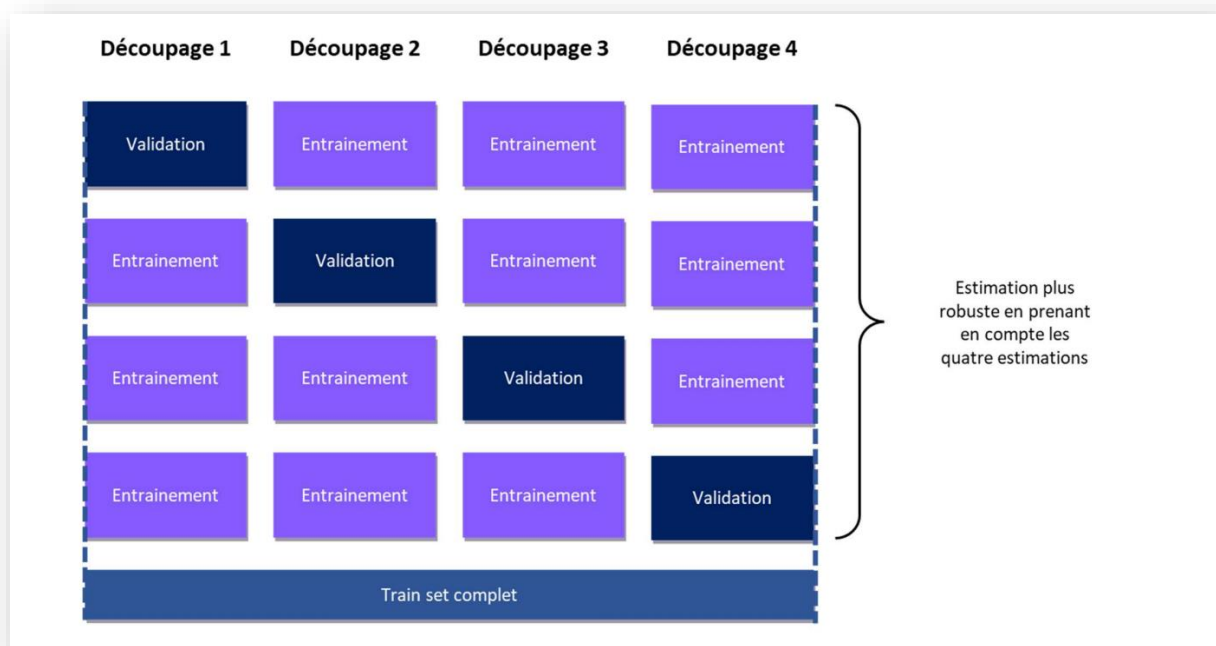 Découpage 1 Découpage 2 Découpage 3 Découpage 4
Validation Entrainement Entrainement Entrainement
Entrainement Validation Entrainement Entrainement
Entrainement Entrainement Validation Entrainement
Entrainement Entrainement Entrainement Validation
Train set complet
Estimation plus
robuste en prenant
en compte les
quatre estimations